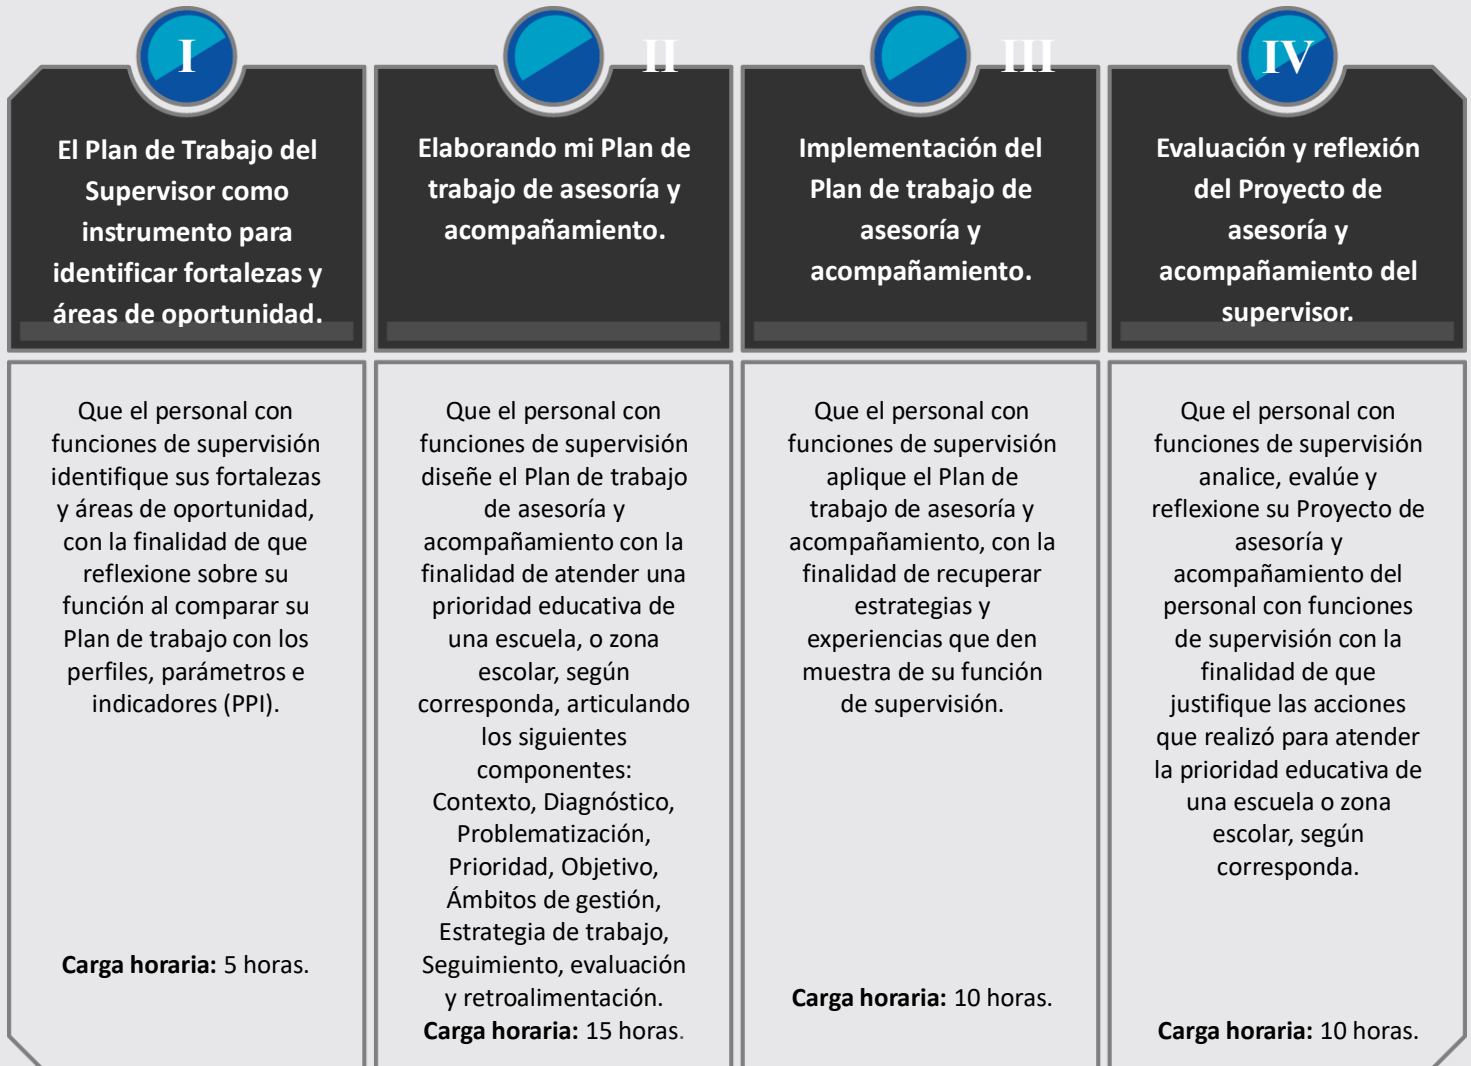 I
El Plan de Trabajo del
Supervisor como
instrumento para
identificar fortalezas y
áreas de oportunidad.
Que el personal con
funciones de supervisión
identifique sus fortalezas
y áreas de oportunidad,
con la finalidad de que
reflexione sobre su
función al comparar su
Plan de trabajo con los
perfiles, parámetros e
indicadores (PPI).
Carga horaria: 5 horas.
II
Elaborando mi Plan de
trabajo de asesoría y
acompañamiento.
Que el personal con
funciones de supervisión
diseñe el Plan de trabajo
de asesoría y
acompañamiento con la
finalidad de atender una
prioridad educativa de
una escuela, o zona
escolar, según
corresponda, articulando
los siguientes
componentes:
Contexto, Diagnóstico,
Problematización,
Prioridad, Objetivo,
Ámbitos de gestión,
Estrategia de trabajo,
Seguimiento, evaluación
y retroalimentación.
Carga horaria: 15 horas.
III
Implementación del
Plan de trabajo de
asesoría y
acompañamiento.
Que el personal con
funciones de supervisión
aplique el Plan de
trabajo de asesoría y
acompañamiento, con la
finalidad de recuperar
estrategias y
experiencias que den
muestra de su función
de supervisión.
Carga horaria: 10 horas.
IV
Evaluación y reflexión
del Proyecto de
asesoría y
acompañamiento del
supervisor.
Que el personal con
funciones de supervisión
analice, evalúe y
reflexione su Proyecto de
asesoría y
acompañamiento del
personal con funciones
de supervisión con la
finalidad de que
justifique las acciones
que realizó para atender
la prioridad educativa de
una escuela o zona
escolar, según
corresponda.
Carga horaria: 10 horas.